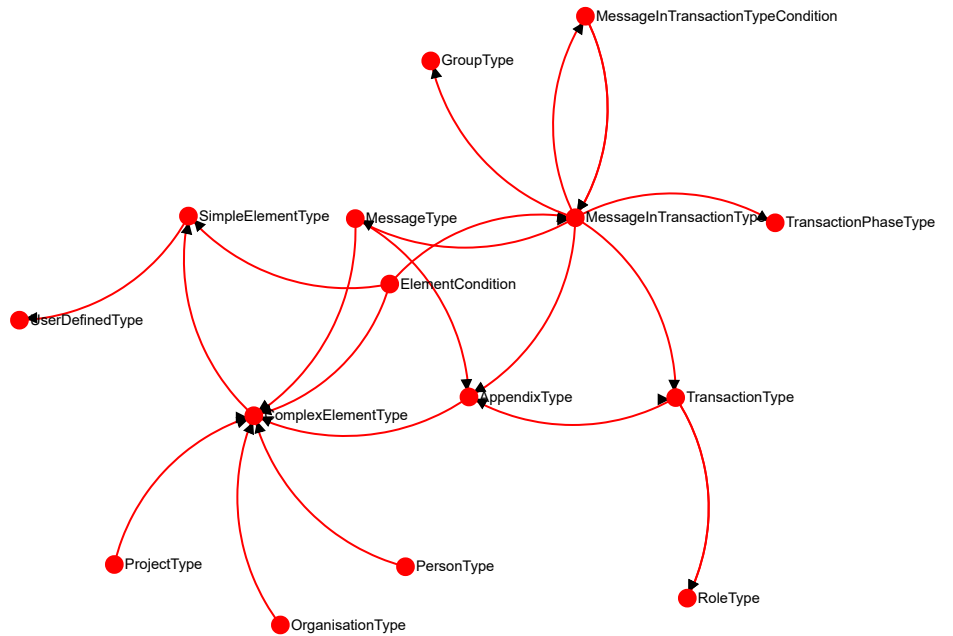 MessageInTransactionTypeCondition
GroupType
SimpleElementType
MessageType
MessageInTransactionType
TransactionPhaseType
ElementCondition
UserDefinedType
AppendixType
TransactionType
ComplexElementType
ProjectType
PersonType
RoleType
OrganisationType